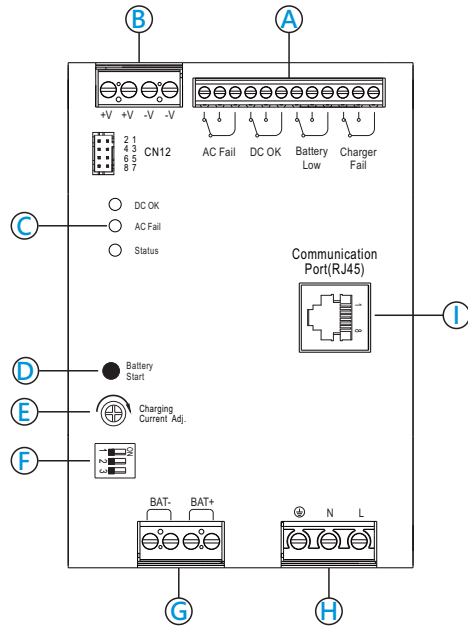 B
A
+V +V -V -V
2 1
4 3
6 5
8 7
CN12
AC Fail DC OK Battery Low Charger Fail
DC OK
C
AC Fail
Status
Communication
Port(RJ45)
1
8
I
D
Battery
Start
E
Charging
Current Adj.
F
ON
1
2
3
BAT- BAT+
N L
G
H